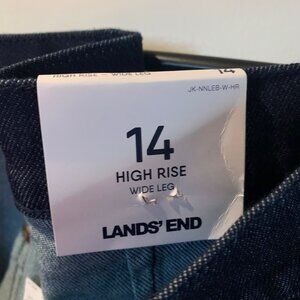 HIGH RISE – WIDE LEG
14
JK-NNLEB-W-HR
14
HIGH RISE
WIDE LEG
LANDS' END